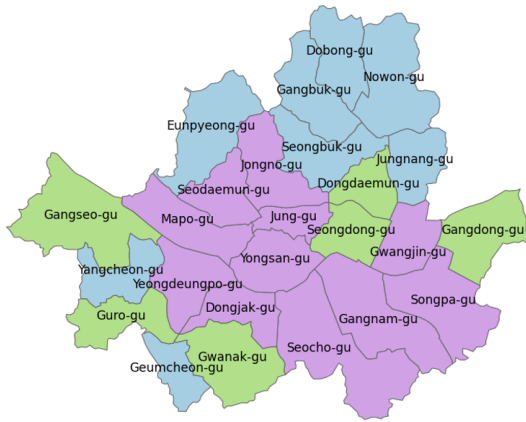 Dobong-gu
Nowon-gu
Gangbuk-gu
Eunpyeong-gu
Seongbuk-gu
Jungnang-gu
Jongno-gu
Dongdaemun-gu
Seodaemun-gu
Gangseo-gu
Mapo-gu
Jung-gu
Seongdong-gu
Gangdong-gu
Gwangjin-gu
Yongsan-gu
Yangcheon-gu
Yeongdeungpo-gu
Songpa-gu
Dongjak-gu
Guro-gu
Gangnam-gu
Seocho-gu
Gwanak-gu
Geumcheon-gu